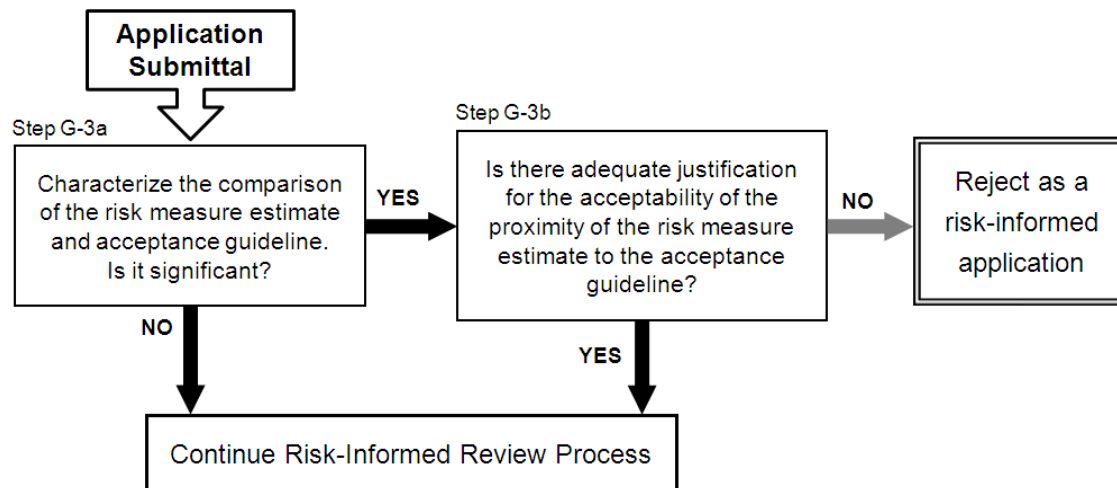 Application
Submittal
Step G-3a
Characterize the comparison
of the risk measure estimate
and acceptance guideline.
Is it significant?
YES
Step G-3b
Is there adequate justification
for the acceptability of the
proximity of the risk measure
estimate to the acceptance
guideline?
NO
Reject as a
risk-informed
application
NO
YES
Continue Risk-Informed Review Process